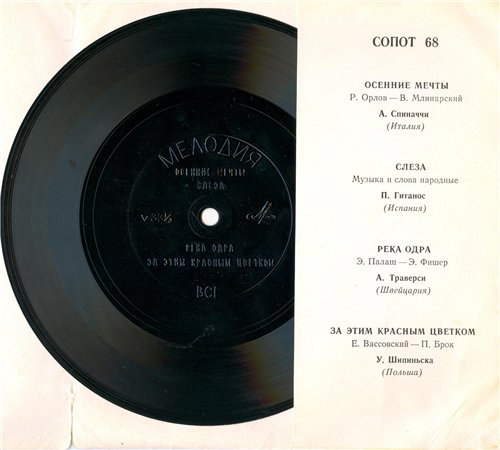 МЕЛОДИЯ
ОСЕННИЕ МЕЧТЫ
СЛЕЗА
V 33⅓
РЕКА ОДРА
ЗА ЭТИМ КРАСНЫМ ЦВЕТКОМ
ВС1
СОПОТ 68
ОСЕННИЕ МЕЧТЫ
Р. Орлов — В. Млинарский
А. Спиначчи
(Италия)
СЛЕЗА
Музыка и слова народные
П. Гитанос
(Испания)
РЕКА ОДРА
Э. Палаш — Э. Фишер
А. Траверси
(Швейцария)
ЗА ЭТИМ КРАСНЫМ ЦВЕТКОМ
Е. Вассовский — П. Брок
У. Шипиньска
(Польша)